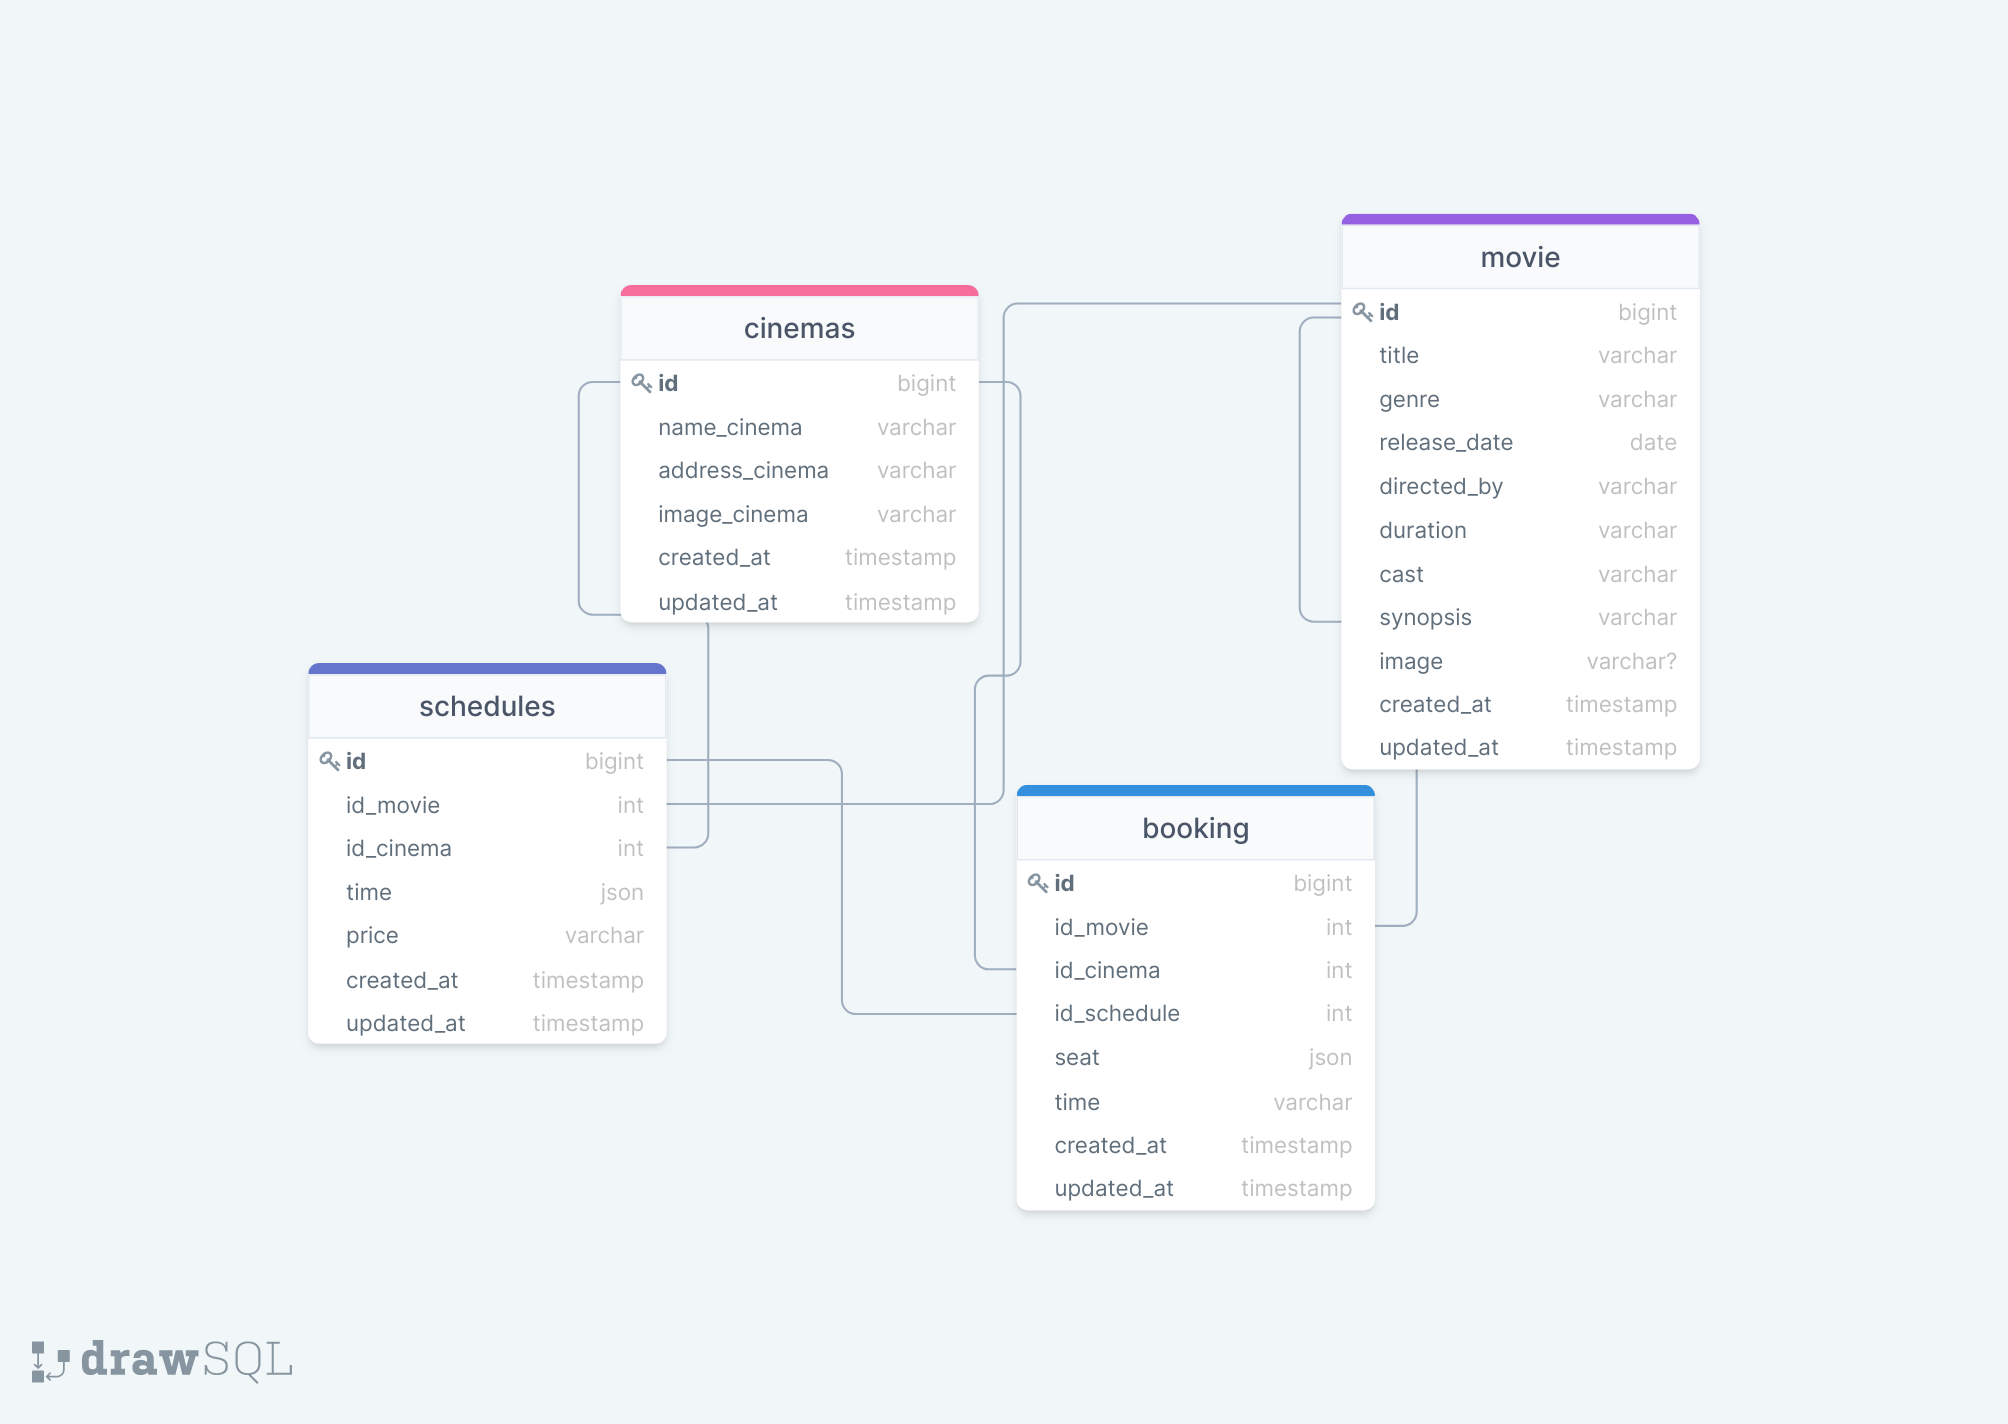 cinemas
id bigint
name_cinema varchar
address_cinema varchar
image_cinema varchar
created_at timestamp
updated_at timestamp
movie
id bigint
title varchar
genre varchar
release_date date
directed_by varchar
duration varchar
cast varchar
synopsis varchar
image varchar?
created_at timestamp
updated_at timestamp
schedules
id bigint
id_movie int
id_cinema int
time json
price varchar
created_at timestamp
updated_at timestamp
booking
id bigint
id_movie int
id_cinema int
id_schedule int
seat json
time varchar
created_at timestamp
updated_at timestamp
drawSQL